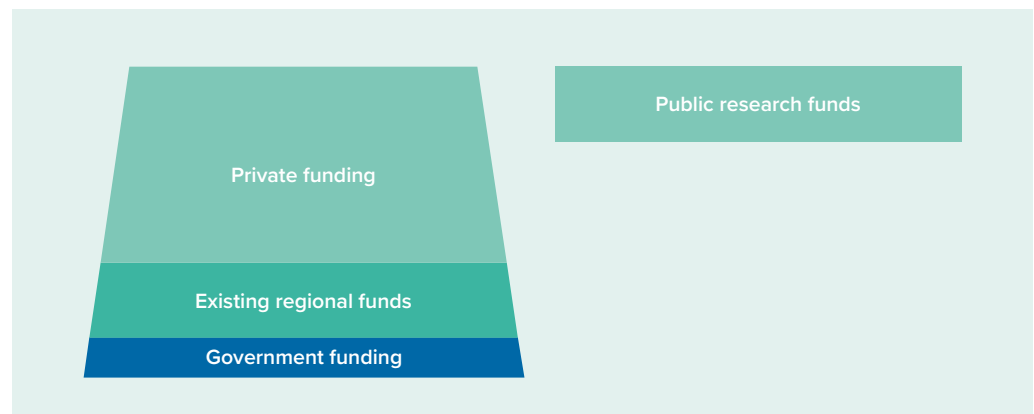 Public research funds
Private funding
Existing regional funds
Government funding